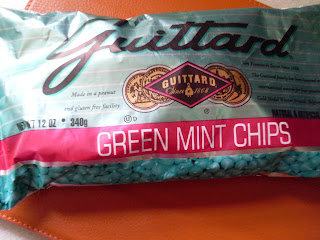 Guittard
GUITTARD
Since 1868
Made in a peanut
and gluten free facility
NET WT 12 OZ • 340g
GREEN MINT CHIPS